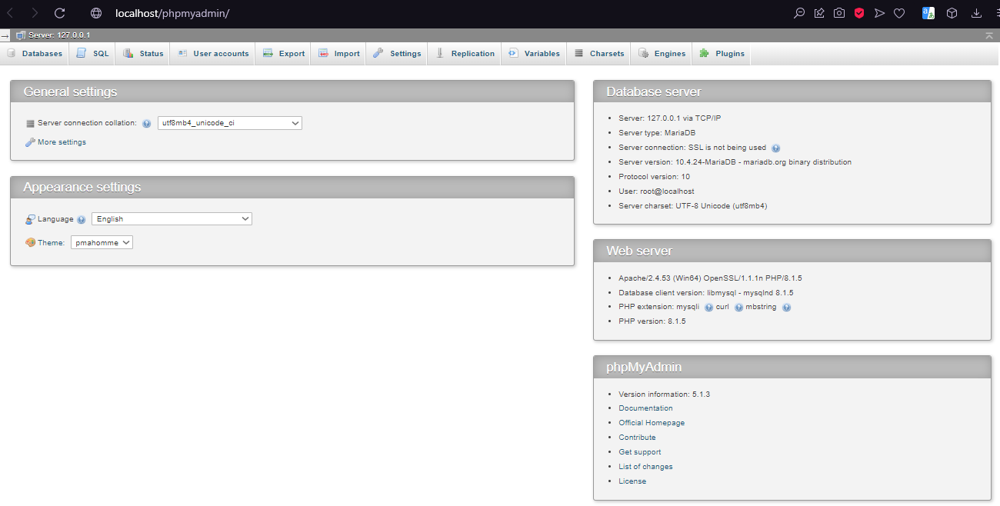 localhost/phpmyadmin/
Server: 127.0.0.1
Databases SQL Status User accounts Export Import Settings Replication Variables Charsets Engines Plugins
General settings
Server connection collation: utf8mb4_unicode_ci
More settings
Appearance settings
Language English
Theme: pmahomme
Database server
Server: 127.0.0.1 via TCP/IP
Server type: MariaDB
Server connection: SSL is not being used
Server version: 10.4.24-MariaDB - mariadb.org binary distribution
Protocol version: 10
User: root@localhost
Server charset: UTF-8 Unicode (utf8mb4)
Web server
Apache/2.4.53 (Win64) OpenSSL/1.1.1n PHP/8.1.5
Database client version: libmysql - mysqlnd 8.1.5
PHP extension: mysqli curl mbstring
PHP version: 8.1.5
phpMyAdmin
Version information: 5.1.3
Documentation
Official Homepage
Contribute
Get support
List of changes
License